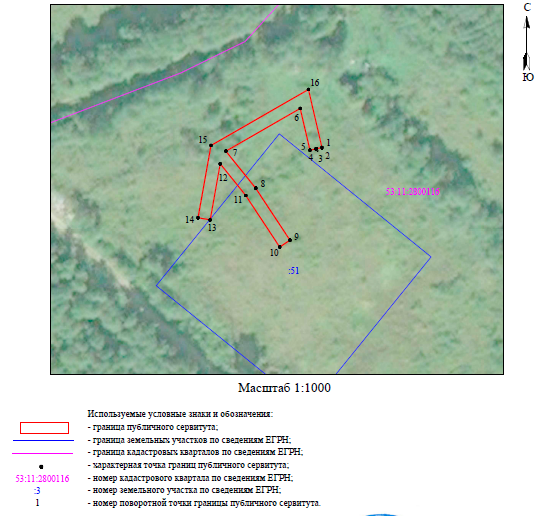 С
Ю
16
6
1
5
4
3
2
15
7
12
8
11
53:11:2800116
14
13
9
10
:51
Масштаб 1:1000
Используемые условные знаки и обозначения:
- граница публичного сервитута;
- граница земельных участков по сведениям ЕГРН;
- граница кадастровых кварталов по сведениям ЕГРН;
- характерная точка границ публичного сервитута;
53:11:2800116 - номер кадастрового квартала по сведениям ЕГРН;
:3 - номер земельного участка по сведениям ЕГРН;
1 - номер поворотной точки границы публичного сервитута.